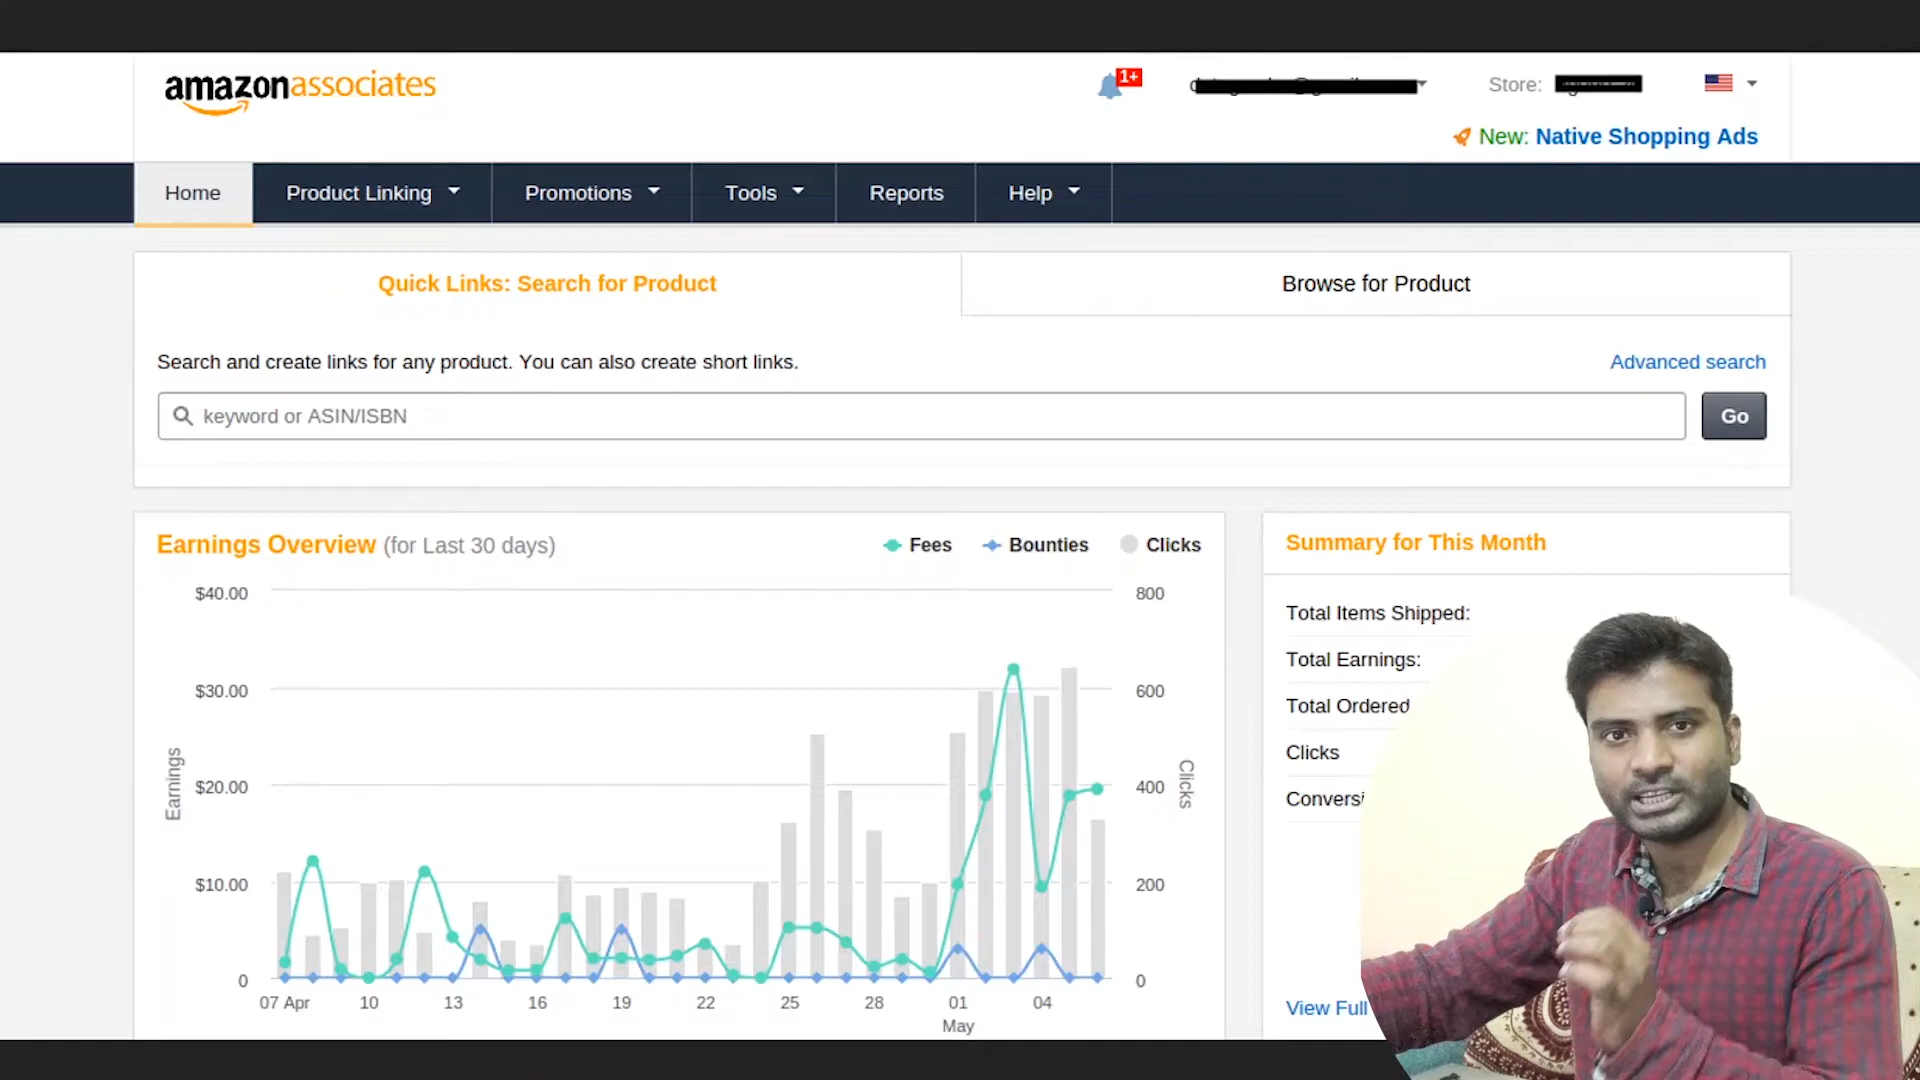 amazonassociates
1+
Store:
New: Native Shopping Ads
Home
Product Linking
Promotions
Tools
Reports
Help
Quick Links: Search for Product
Browse for Product
Search and create links for any product. You can also create short links.
Advanced search
keyword or ASIN/ISBN
Go
Earnings Overview (for Last 30 days)
Fees
Bounties
Clicks
$40.00
$30.00
$20.00
$10.00
0
Earnings
800
600
400
200
0
Clicks
07 Apr
10
13
16
19
22
25
28
01
04
May
Summary for This Month
Total Items Shipped:
Total Earnings:
Total Ordered
Clicks
View Full